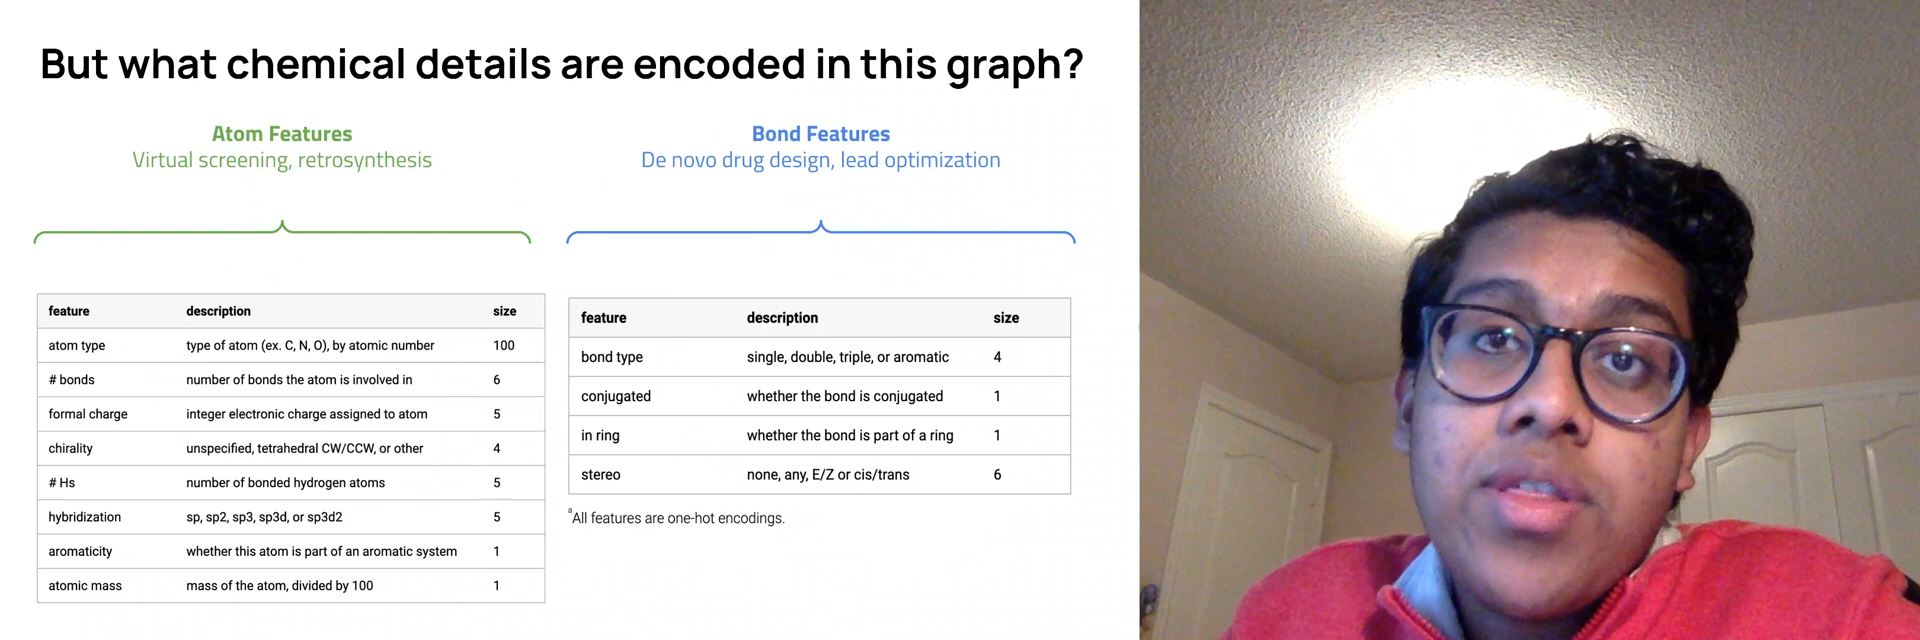 But what chemical details are encoded in this graph?
Atom Features
Virtual screening, retrosynthesis
Bond Features
De novo drug design, lead optimization
feature description size
atom type type of atom (ex. C, N, O), by atomic number 100
# bonds number of bonds the atom is involved in 6
formal charge integer electronic charge assigned to atom 5
chirality unspecified, tetrahedral CW/CCW, or other 4
# Hs number of bonded hydrogen atoms 5
hybridization sp, sp2, sp3, sp3d, or sp3d2 5
aromaticity whether this atom is part of an aromatic system 1
atomic mass mass of the atom, divided by 100 1
feature description size
bond type single, double, triple, or aromatic 4
conjugated whether the bond is conjugated 1
in ring whether the bond is part of a ring 1
stereo none, any, E/Z or cis/trans 6
aAll features are one-hot encodings.